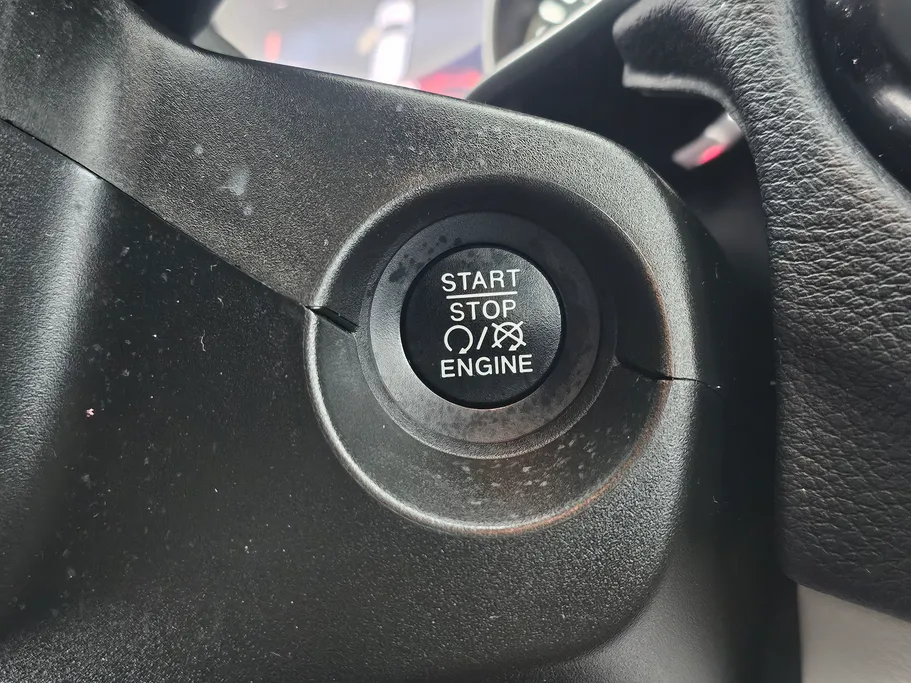 START
STOP
/
ENGINE